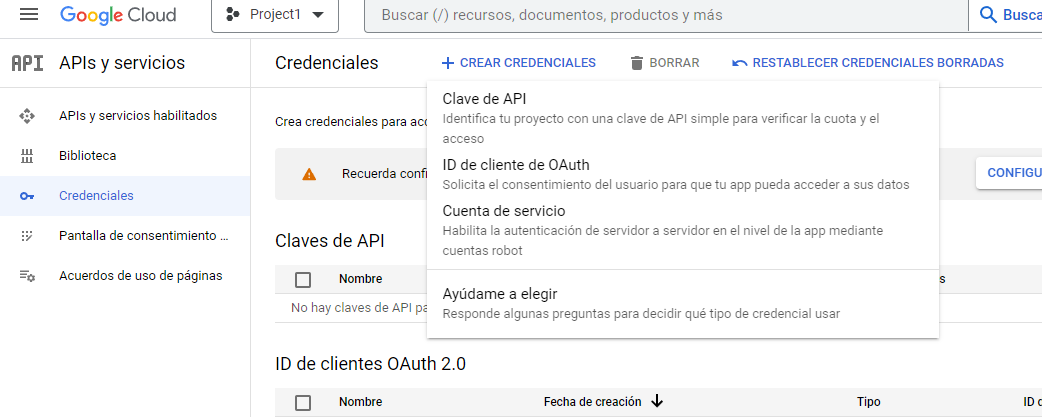 Google Cloud
Project1
Buscar (/) recursos, documentos, productos y más
Busca
API
APIs y servicios
Credenciales
CREAR CREDENCIALES
BORRAR
RESTABLECER CREDENCIALES BORRADAS
APIs y servicios habilitados
Biblioteca
Credenciales
Pantalla de consentimiento ...
Acuerdos de uso de páginas
Crea credenciales para acc
Recuerda confi
CONFIGU
Clave de API
Identifica tu proyecto con una clave de API simple para verificar la cuota y el
acceso
ID de cliente de OAuth
Solicita el consentimiento del usuario para que tu app pueda acceder a sus datos
Cuenta de servicio
Habilita la autenticación de servidor a servidor en el nivel de la app mediante
cuentas robot
Ayúdame a elegir
Responde algunas preguntas para decidir qué tipo de credencial usar
Claves de API
Nombre
s
No hay claves de API pa
ID de clientes OAuth 2.0
Nombre
Fecha de creación
Tipo
ID d